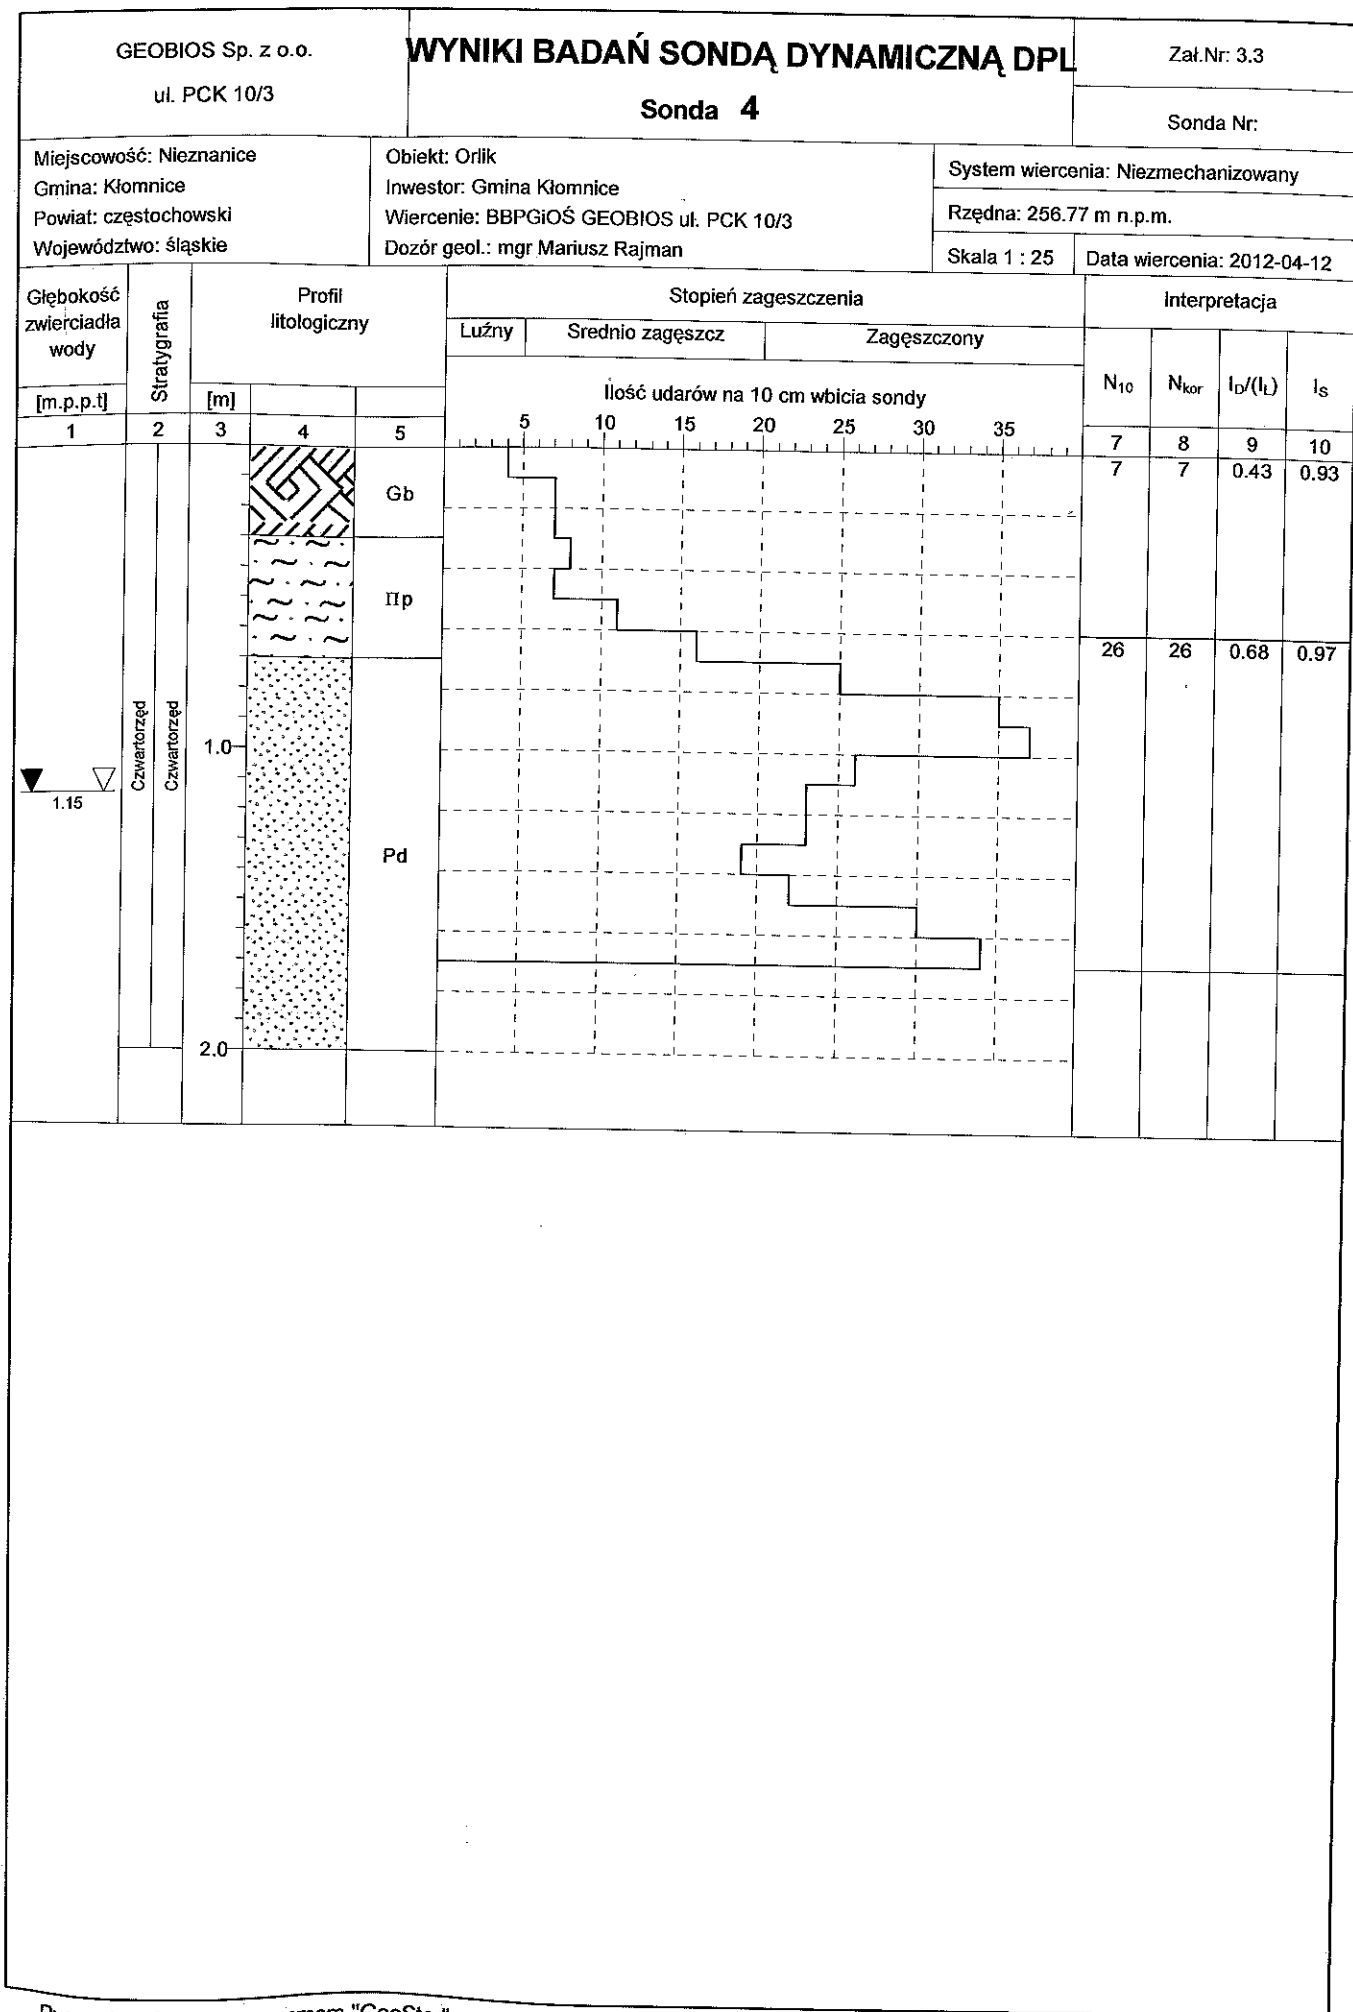 GEOBIOS Sp. z o.o.
ul. PCK 10/3
WYNIKI BADAŃ SONDĄ DYNAMICZNĄ DPL
Sonda 4
Zał.Nr: 3.3
Sonda Nr:
Miejscowość: Nieznanice
Gmina: Kłomnice
Powiat: częstochowski
Województwo: śląskie
Obiekt: Orlik
Inwestor: Gmina Kłomnice
Wiercenie: BBPGiOŚ GEOBIOS ul. PCK 10/3
Dozór geol.: mgr Mariusz Rajman
System wiercenia: Niezmechanizowany
Rzędna: 256.77 m n.p.m.
Skala 1 : 25
Data wiercenia: 2012-04-12
Głębokość zwierciadła wody
[m.p.p.t]
Stratygrafia
Profil litologiczny
[m]
Stopień zageszczenia
Luźny
Srednio zagęszcz
Zagęszczony
Ilość udarów na 10 cm wbicia sondy
Interpretacja
N10
Nkor
ID/(IL)
IS
1 2 3 4 5
5 10 15 20 25 30 35
7 8 9 10
7 7 0.43 0.93
Gb
Πp
26 26 0.68 0.97
Czwartorzęd
Czwartorzęd
1.0
1.15
Pd
2.0
"GeoSta